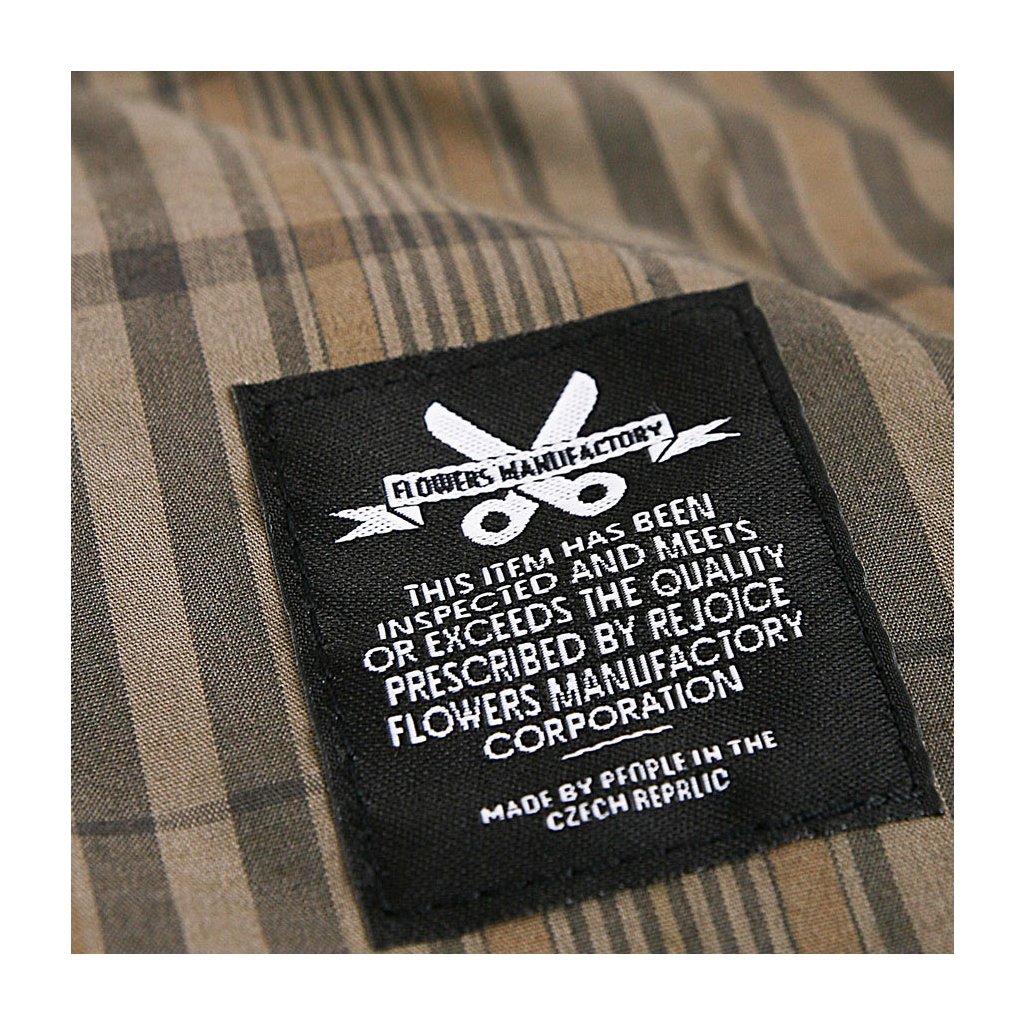 FLOWERS MANUFACTORY
THIS ITEM HAS BEEN
INSPECTED AND MEETS
OR EXCEEDS THE QUALITY
PRESCRIBED BY REJOICE
FLOWERS MANUFACTORY
CORPORATION
MADE BY PEOPLE IN THE
CZECH REPRLIC